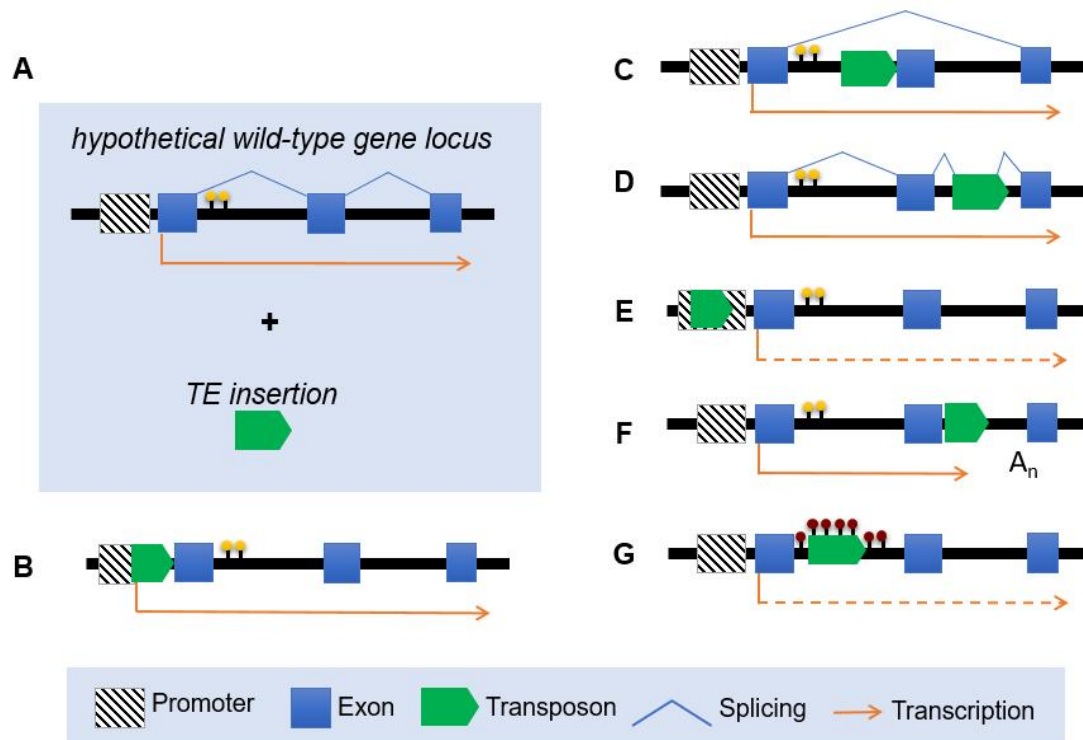 A
hypothetical wild-type gene locus
+
TE insertion
B
C
D
E
F
An
G
Promoter
Exon
Transposon
Splicing
Transcription